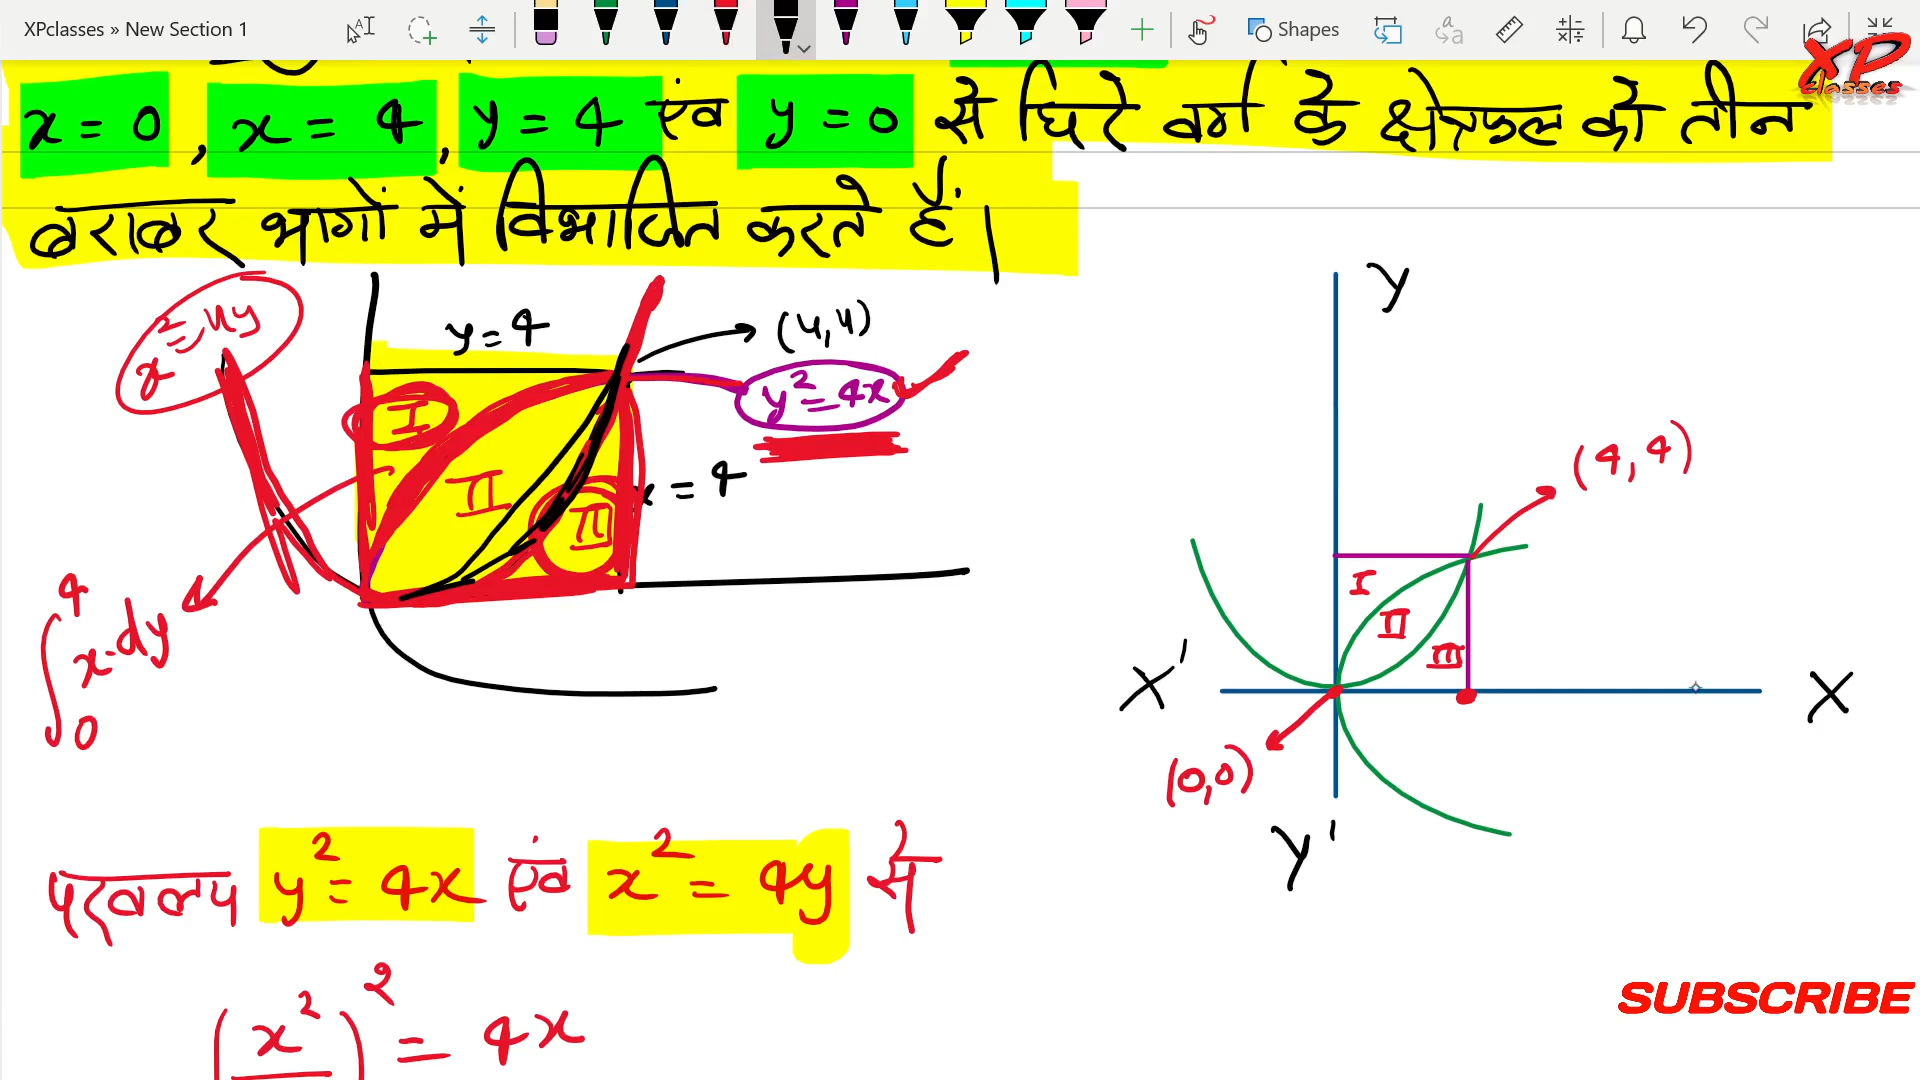 XPclasses » New Section 1
Shapes
XP
classes
x = 0 , x = 4 , y = 4 एवं y = 0 से घिरे वर्ग के क्षेत्रफल को तीन
बराबर भागों में विभाजित करते हैं।
x² = 4y
y = 4
(4,4)
y² = 4x
I
II
III
x = 4
∫₀⁴ x·dy
Y
(4,4)
I
II
III
X'
X
(0,0)
Y'
परवलय y² = 4x एवं x² = 4y से
(x²
)² = 4x
SUBSCRIBE